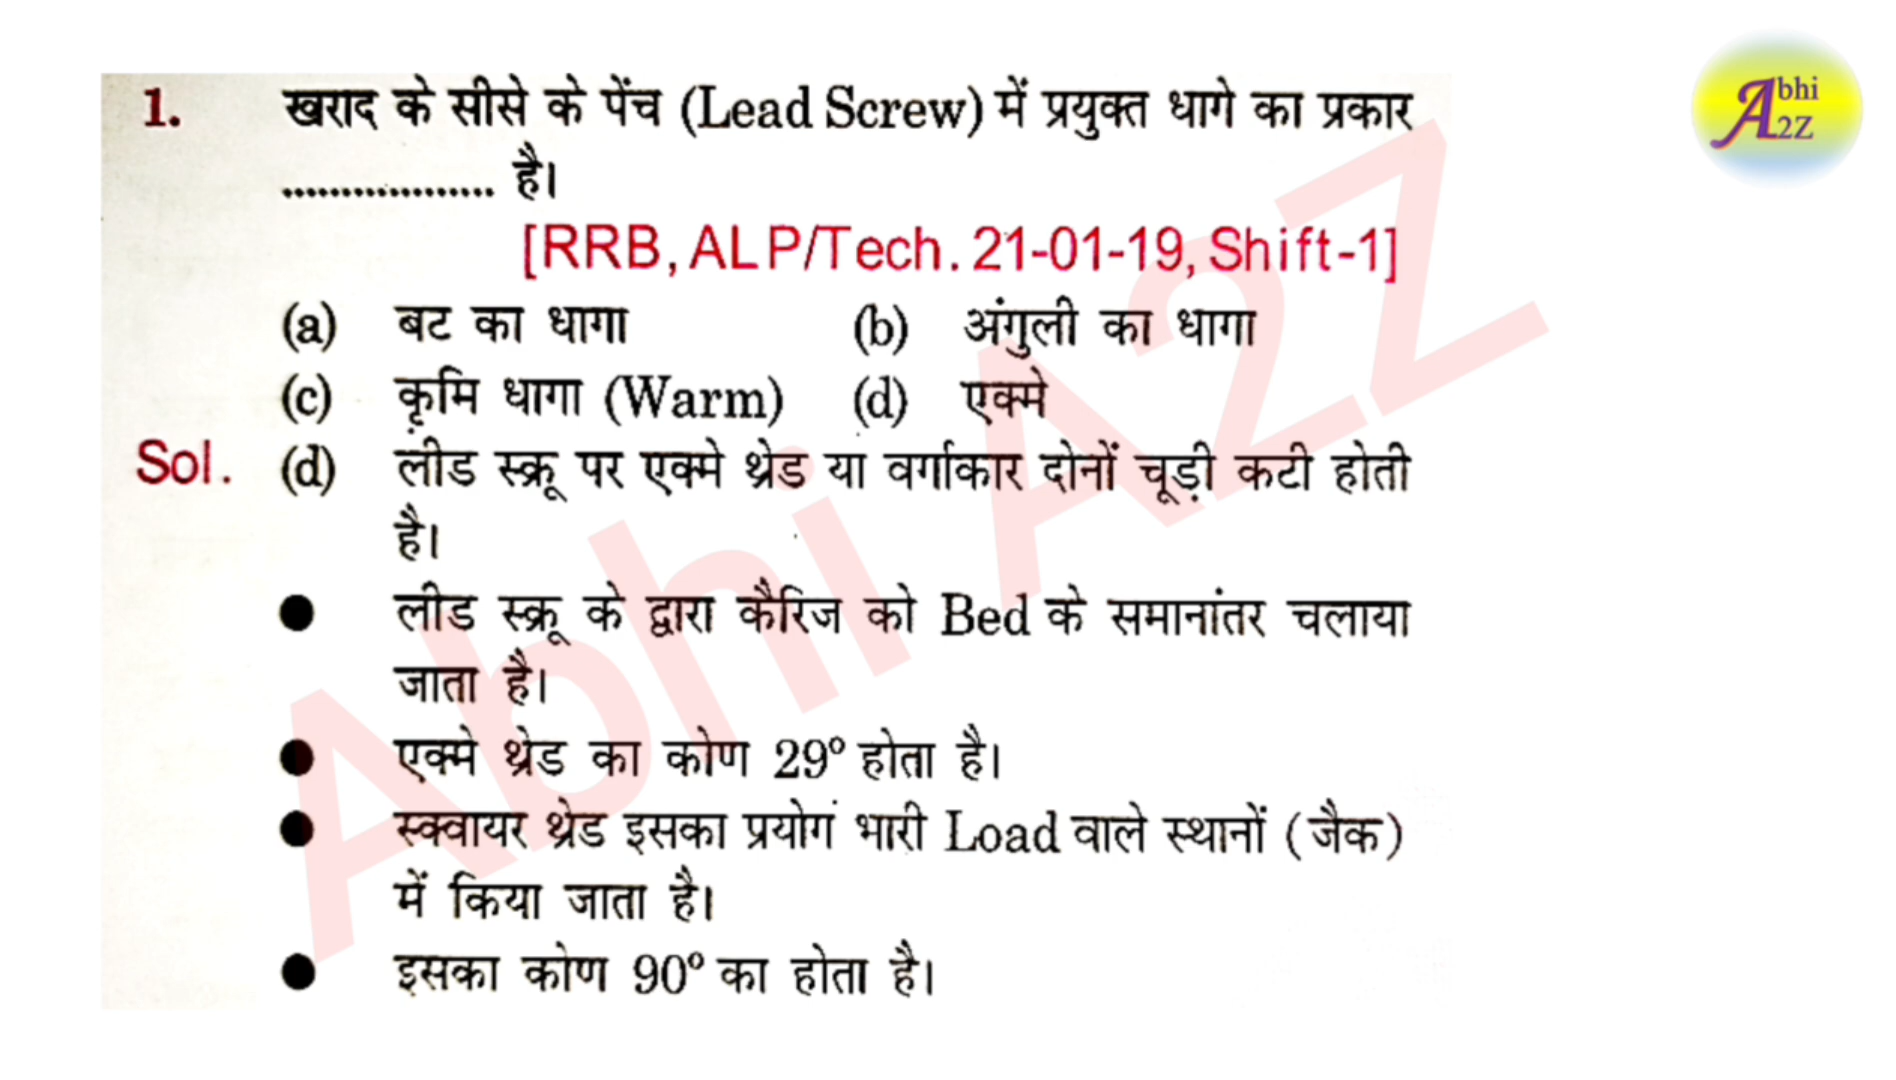 Abhi
A2Z
1. खराद के सीसे के पेंच (Lead Screw) में प्रयुक्त धागे का प्रकार
.................. है।
[RRB, ALP/Tech. 21-01-19, Shift-1]
(a) बट का धागा (b) अंगुली का धागा
(c) कृमि धागा (Warm) (d) एक्मे
Sol. (d) लीड स्क्रू पर एक्मे थ्रेड या वर्गाकार दोनों चूड़ी कटी होती
है।
● लीड स्क्रू के द्वारा कैरिज को Bed के समानांतर चलाया
जाता है।
● एक्मे थ्रेड का कोण 29° होता है।
● स्क्वायर थ्रेड इसका प्रयोगं भारी Load वाले स्थानों (जैक)
में किया जाता है।
● इसका कोण 90° का होता है।
Abhi A2Z